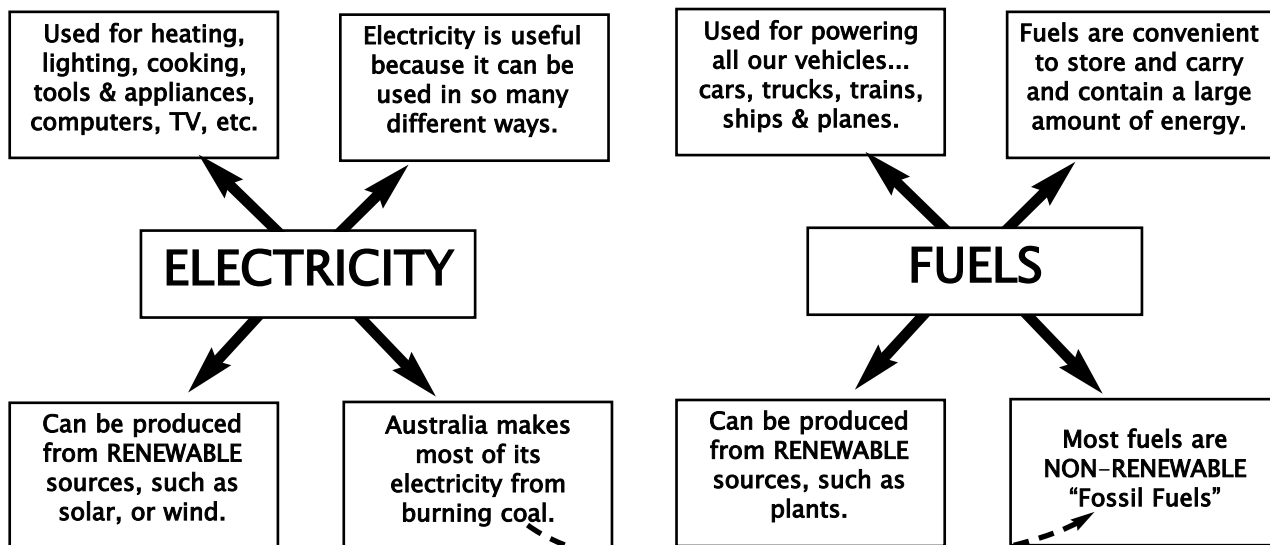 Used for heating,
lighting, cooking,
tools & appliances,
computers, TV, etc.
Electricity is useful
because it can be
used in so many
different ways.
ELECTRICITY
Can be produced
from RENEWABLE
sources, such as
solar, or wind.
Australia makes
most of its
electricity from
burning coal.
Used for powering
all our vehicles...
cars, trucks, trains,
ships & planes.
Fuels are convenient
to store and carry
and contain a large
amount of energy.
FUELS
Can be produced
from RENEWABLE
sources, such as
plants.
Most fuels are
NON–RENEWABLE
“Fossil Fuels”